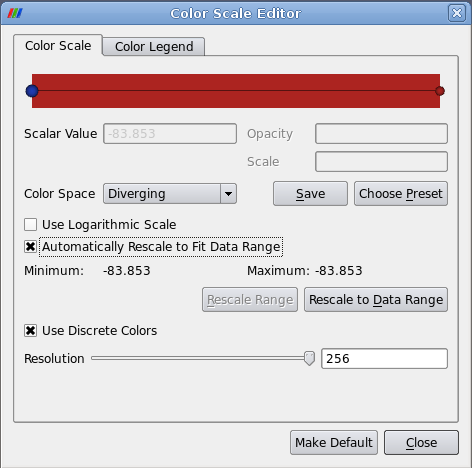 Color Scale Editor
Color Scale
Color Legend
Scalar Value -83.853 Opacity
Scale
Color Space Diverging Save Choose Preset
Use Logarithmic Scale
Automatically Rescale to Fit Data Range
Minimum: -83.853 Maximum: -83.853
Rescale Range Rescale to Data Range
Use Discrete Colors
Resolution 256
Make Default Close